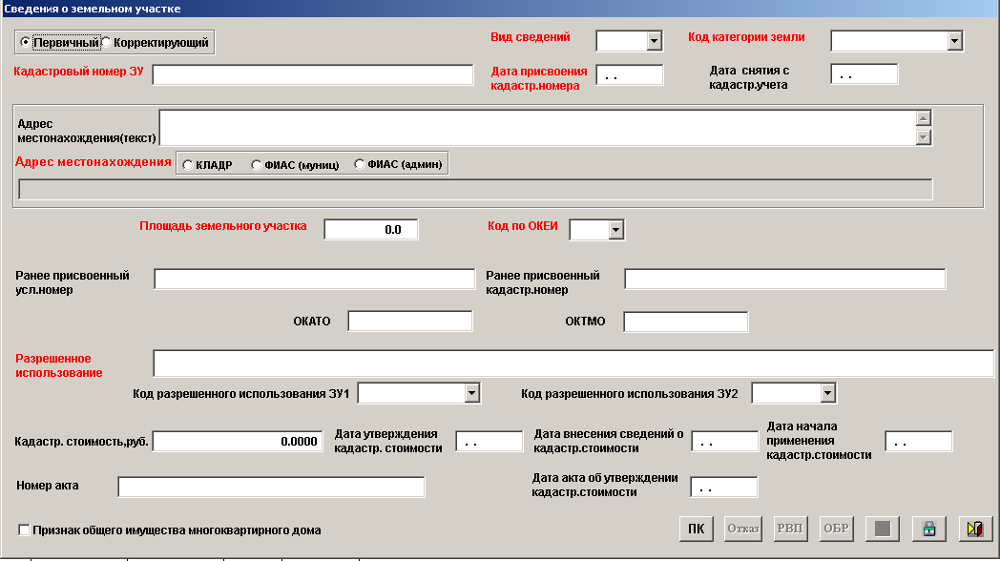 Сведения о земельном участке
Первичный Корректирующий
Вид сведений
Код категории земли
Кадастровый номер ЗУ
Дата присвоения
кадастр.номера
. .
Дата  снятия с
кадастр.учета
. .
Адрес
местонахождения(текст)
Адрес местонахождения
КЛАДР ФИАС (муниц) ФИАС (админ)
Площадь земельного участка
0.0
Код по ОКЕИ
Ранее присвоенный
усл.номер
Ранее присвоенный
кадастр.номер
ОКАТО
ОКТМО
Разрешенное
использование
Код разрешенного использования ЗУ1
Код разрешенного использования ЗУ2
Кадастр. стоимость,руб.
0.0000
Дата утверждения
кадастр. стоимости
. .
Дата внесения сведений о
кадастр.стоимости
. .
Дата начала
применения
кадастр.стоимости
. .
Номер акта
Дата акта об утверждении
кадастр.стоимости
. .
Признак общего имущества многоквартирного дома
ПК Отказ РВП ОБР